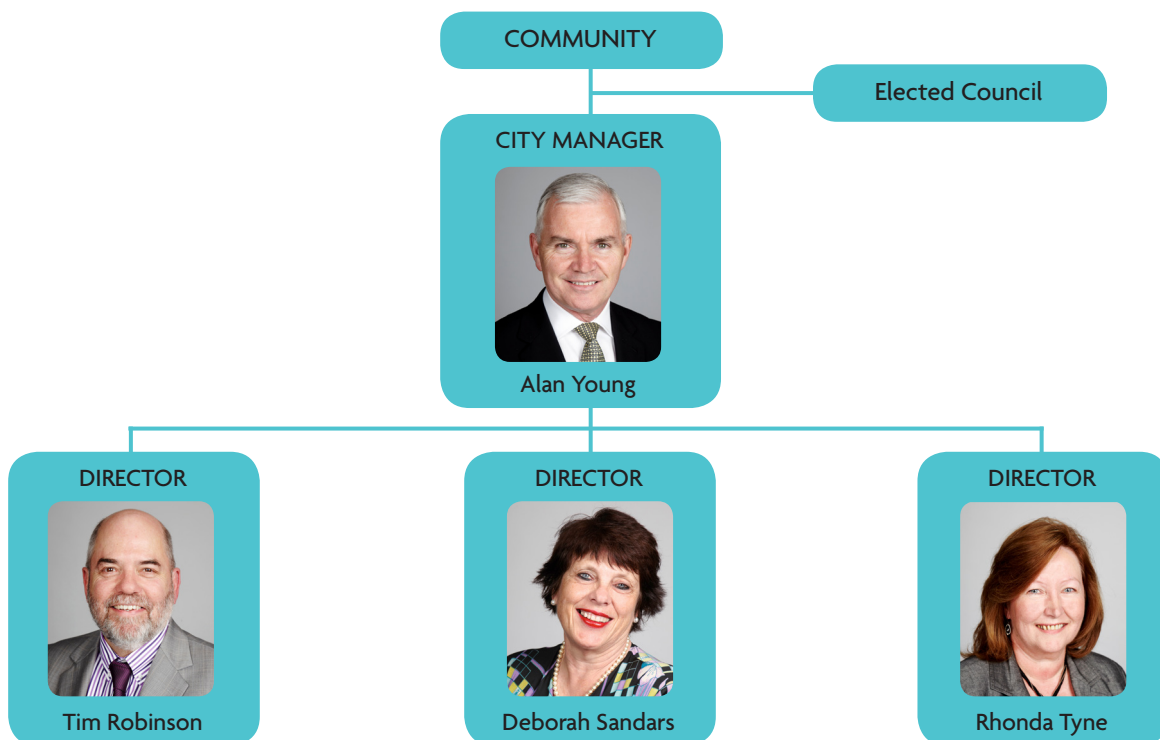 COMMUNITY
Elected Council
CITY MANAGER
Alan Young
DIRECTOR
Tim Robinson
DIRECTOR
Deborah Sandars
DIRECTOR
Rhonda Tyne